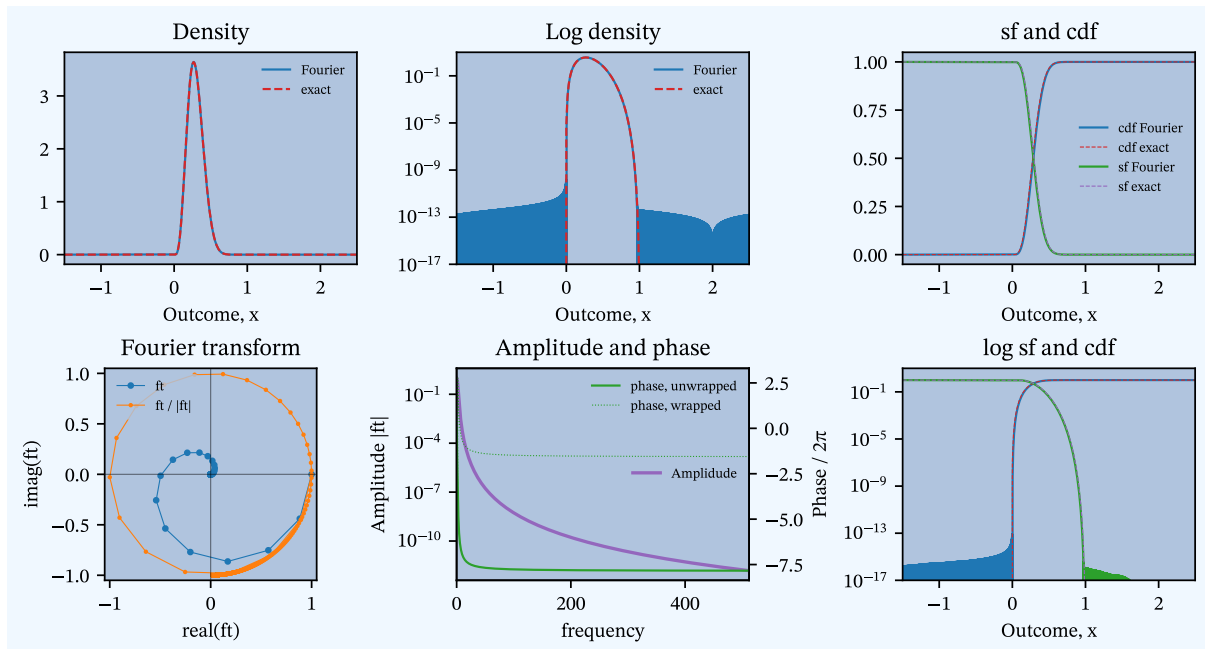 Density
3
2
1
0
−1
0
1
2
Outcome, x
Fourier
exact
Log density
10⁻¹
10⁻⁵
10⁻⁹
10⁻¹³
10⁻¹⁷
−1
0
1
2
Outcome, x
Fourier
exact
sf and cdf
1.00
0.75
0.50
0.25
0.00
−1
0
1
2
Outcome, x
cdf Fourier
cdf exact
sf Fourier
sf exact
Fourier transform
imag(ft)
1.0
0.5
0.0
−0.5
−1.0
−1
0
1
real(ft)
ft
ft / |ft|
Amplitude and phase
Amplitude |ft|
10⁻¹
10⁻⁴
10⁻⁷
10⁻¹⁰
0
200
400
frequency
phase, unwrapped
phase, wrapped
Amplidude
2.5
0.0
−2.5
−5.0
−7.5
Phase / 2π
log sf and cdf
10⁻¹
10⁻⁵
10⁻⁹
10⁻¹³
10⁻¹⁷
−1
0
1
2
Outcome, x